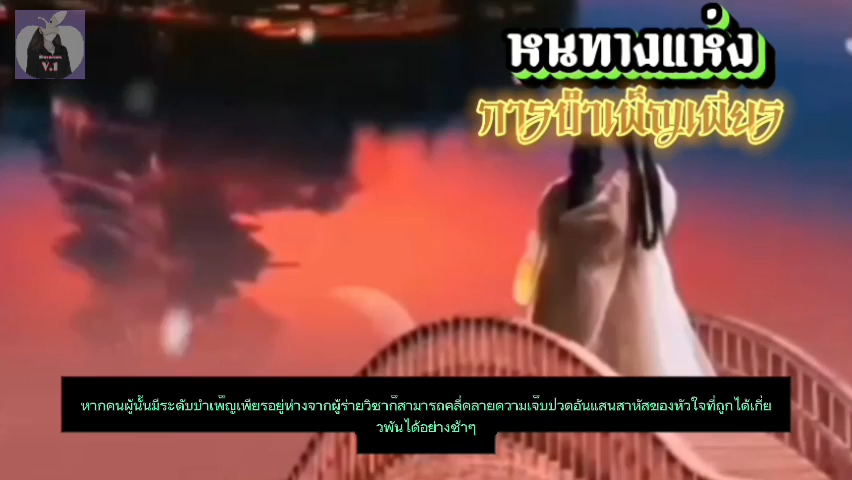 หนทางแห่ง
การบำเพ็ญเพียร
V.1
หากคนผู้นั้นมีระดับบำเพ็ญเพียรอยู่ห่างจากผู้ร่ายวิชาก็สามารถคลี่คลายความเจ็บปวดอันแสนสาหัสของหัวใจที่ถูกได้เกี่ย
วพันได้อย่างช้าๆ